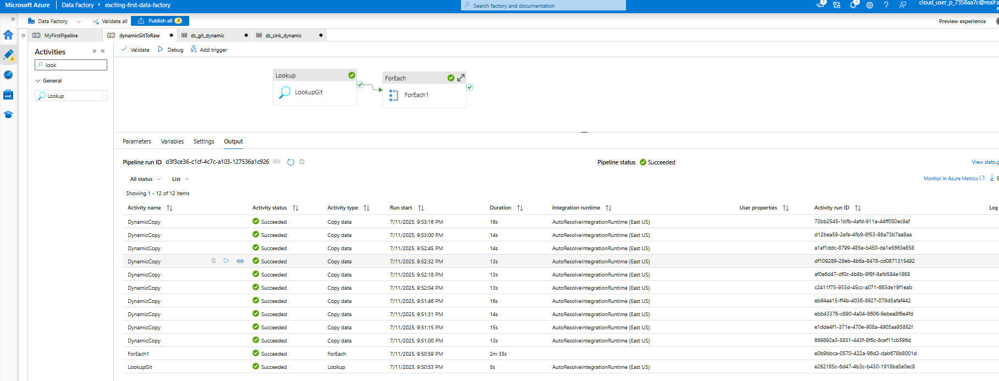 Microsoft Azure Data Factory exciting-first-data-factory Search factory and documentation 1 3 cloud_user_p_7358aa7c@realha
Data Factory Validate all Publish all 4 Preview experience
MyFirstPipeline dynamicGitToRaw ds_git_dynamic ds_sink_dynamic
Activities Validate Debug Add trigger
4
look
General
Lookup
Lookup
LookupGit
ForEach
ForEach1
Parameters Variables Settings Output
Pipeline run ID d3f3ce36-c1cf-4c7c-a103-127536a1c926 Pipeline status Succeeded View debug
All status List Monitor in Azure Metrics E
Showing 1 - 12 of 12 items
Activity name Activity status Activity type Run start Duration Integration runtime User properties Activity run ID Log
DynamicCopy Succeeded Copy data 7/11/2025, 9:53:16 PM 16s AutoResolveIntegrationRuntime (East US) 73bb2545-1bfb-4afd-911a-44ff050ec9af
DynamicCopy Succeeded Copy data 7/11/2025, 9:53:00 PM 14s AutoResolveIntegrationRuntime (East US) d12bea59-2efa-4fb9-8f53-98a73b7aa9aa
DynamicCopy Succeeded Copy data 7/11/2025, 9:52:45 PM 14s AutoResolveIntegrationRuntime (East US) a1af1ddc-8799-485e-b450-da1e5663e858
DynamicCopy Succeeded Copy data 7/11/2025, 9:52:32 PM 13s AutoResolveIntegrationRuntime (East US) df109289-29eb-4b6a-8478-cd0871315492
DynamicCopy Succeeded Copy data 7/11/2025, 9:52:18 PM 13s AutoResolveIntegrationRuntime (East US) af0e6d47-df0c-4b8b-9f8f-9afd584e1868
DynamicCopy Succeeded Copy data 7/11/2025, 9:52:04 PM 13s AutoResolveIntegrationRuntime (East US) c2411f75-933d-45cc-a071-663de19f1eab
DynamicCopy Succeeded Copy data 7/11/2025, 9:51:46 PM 16s AutoResolveIntegrationRuntime (East US) eb94aa15-ff4b-4036-8927-078d5afaf442
DynamicCopy Succeeded Copy data 7/11/2025, 9:51:31 PM 14s AutoResolveIntegrationRuntime (East US) ebb43376-c890-4a04-8606-9ebea8f6e4fd
DynamicCopy Succeeded Copy data 7/11/2025, 9:51:15 PM 15s AutoResolveIntegrationRuntime (East US) e1dde4f1-371e-470e-908a-4905aa95882f
DynamicCopy Succeeded Copy data 7/11/2025, 9:51:00 PM 13s AutoResolveIntegrationRuntime (East US) 669892a3-5831-443f-8f6c-8cef11cb596d
ForEach1 Succeeded ForEach 7/11/2025, 9:50:59 PM 2m 35s e0b9bbca-0570-422a-96d2-dab678b8001d
LookupGit Succeeded Lookup 7/11/2025, 9:50:53 PM 5s AutoResolveIntegrationRuntime (East US) e262165c-6d47-4b3c-b430-1918ba5e0ec8